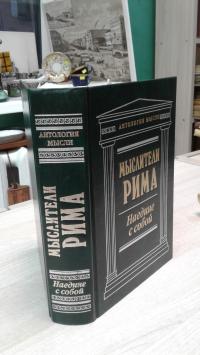 АНТОЛОГИЯ
МЫСЛИ
МЫСЛИТЕЛИ
РИМА
Наедине
с собой
АНТОЛОГИЯ МЫСЛИ
МЫСЛИТЕЛИ
РИМА
Наедине
с собой